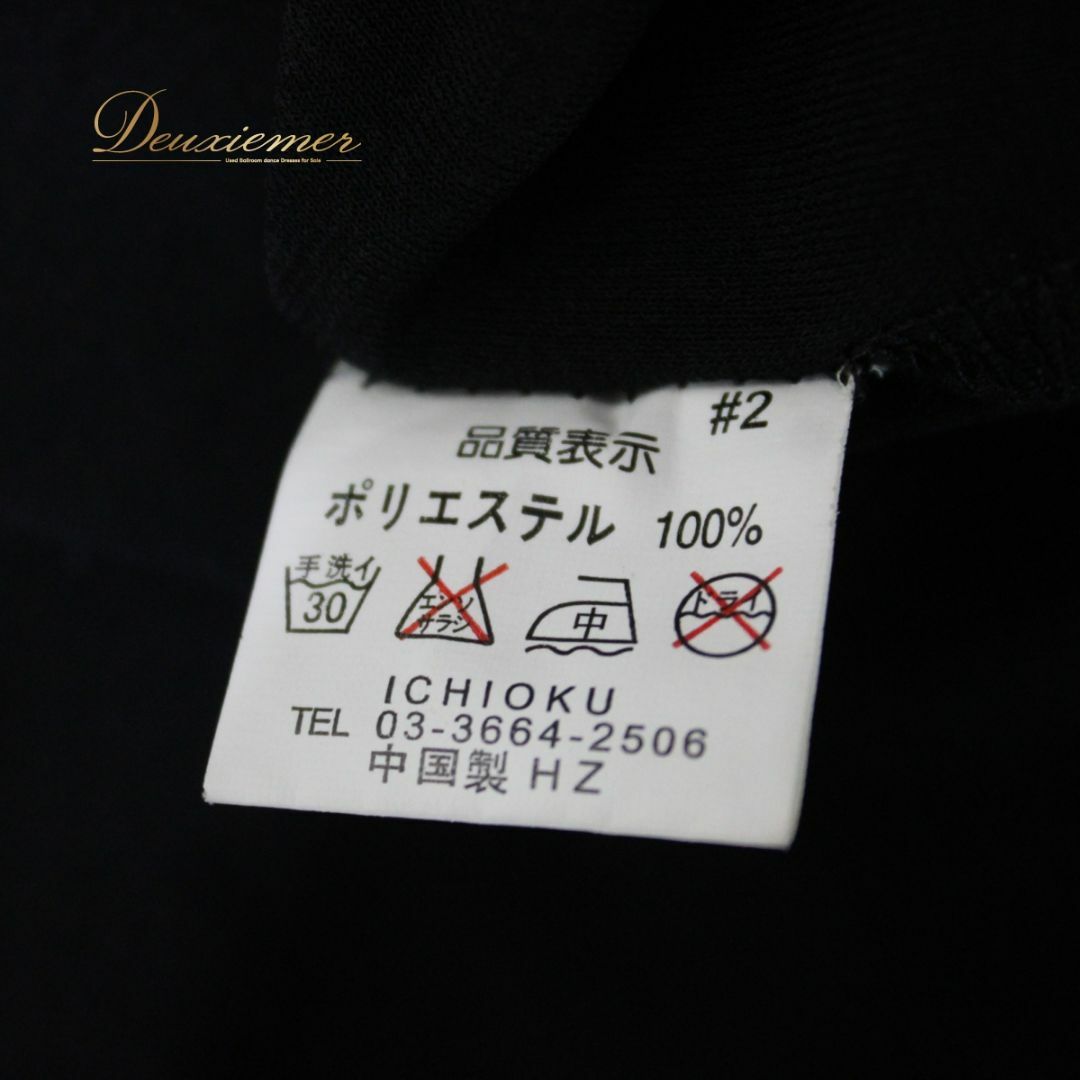 Deuxiemer
Used Ballroom dance Dresses for Sale
#2
品質表示
ポリエステル 100%
手洗イ
30
エンソ
サラシ
中
ドライ
ICHIOKU
TEL 03-3664-2506
中国製 HZ